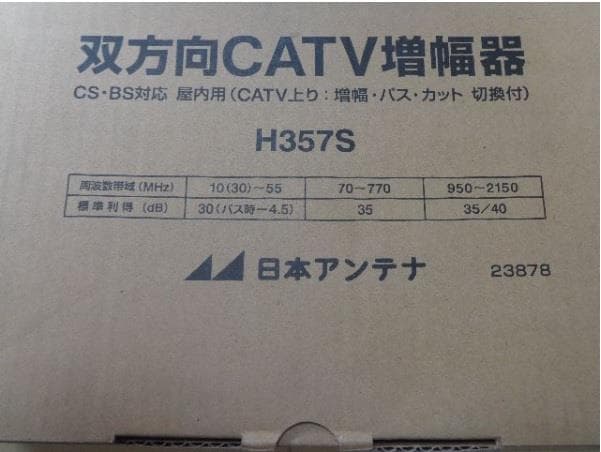 双方向CATV増幅器
CS・BS対応 屋内用(CATV上り：増幅・パス・カット 切換付)
H357S
周波数帯域(MHz) 10(30)～55 70～770 950～2150
標準利得(dB) 30(パス時－4.5) 35 35/40
日本アンテナ 23878